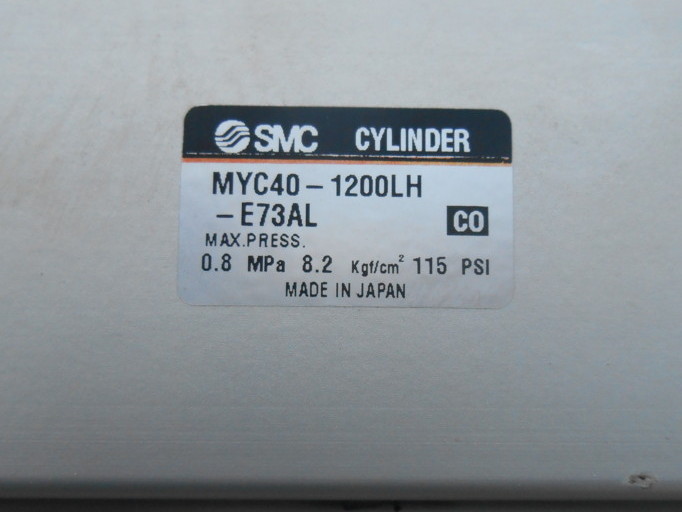 SMC CYLINDER
MYC40-1200LH
-E73AL
CO
MAX.PRESS.
0.8 MPa 8.2 Kgf/cm² 115 PSI
MADE IN JAPAN